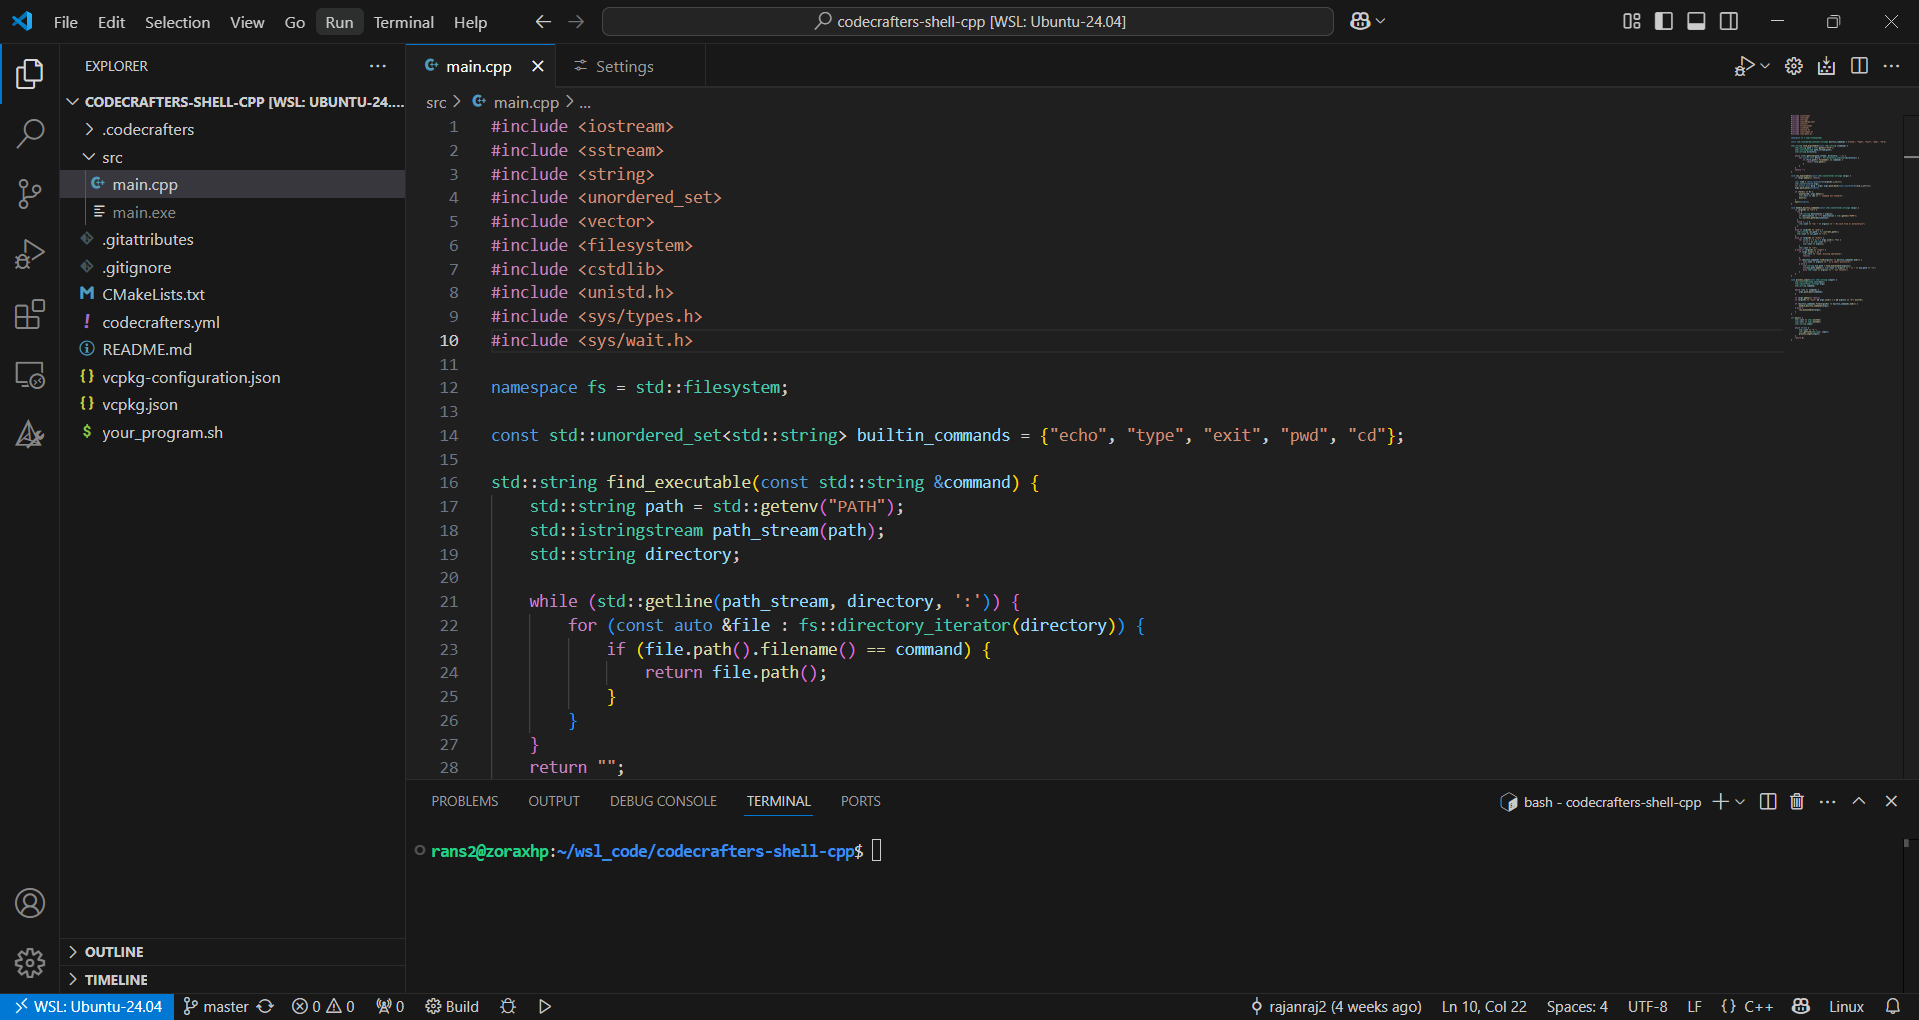 File Edit Selection View Go Run Terminal Help
codecrafters-shell-cpp [WSL: Ubuntu-24.04]
EXPLORER
CODECRAFTERS-SHELL-CPP [WSL: UBUNTU-24....
.codecrafters
src
main.cpp
main.exe
.gitattributes
.gitignore
CMakeLists.txt
codecrafters.yml
README.md
vcpkg-configuration.json
vcpkg.json
your_program.sh
OUTLINE
TIMELINE
main.cpp Settings
src > main.cpp > ...
1 #include <iostream>
2 #include <sstream>
3 #include <string>
4 #include <unordered_set>
5 #include <vector>
6 #include <filesystem>
7 #include <cstdlib>
8 #include <unistd.h>
9 #include <sys/types.h>
10 #include <sys/wait.h>
11
12 namespace fs = std::filesystem;
13
14 const std::unordered_set<std::string> builtin_commands = {"echo", "type", "exit", "pwd", "cd"};
15
16 std::string find_executable(const std::string &command) {
17 std::string path = std::getenv("PATH");
18 std::istringstream path_stream(path);
19 std::string directory;
20
21 while (std::getline(path_stream, directory, ':')) {
22 for (const auto &file : fs::directory_iterator(directory)) {
23 if (file.path().filename() == command) {
24 return file.path();
25 }
26 }
27 }
28 return "";
PROBLEMS OUTPUT DEBUG CONSOLE TERMINAL PORTS
bash - codecrafters-shell-cpp
rans2@zoraxhp:~/wsl_code/codecrafters-shell-cpp$
WSL: Ubuntu-24.04 master 0 0 0 Build rajanraj2 (4 weeks ago) Ln 10, Col 22 Spaces: 4 UTF-8 LF {} C++ Linux